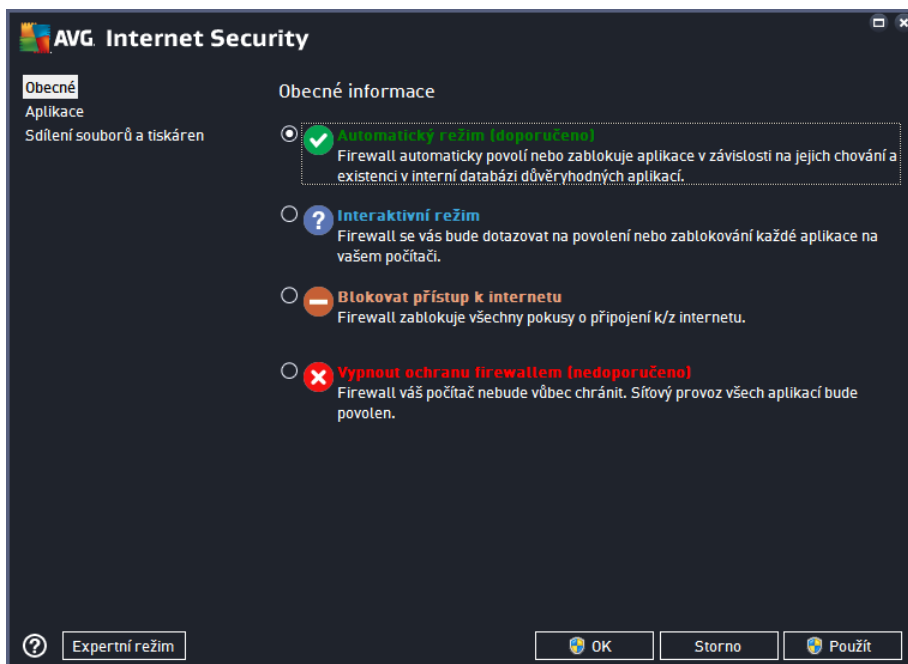 AVG. Internet Security
Obecné
Aplikace
Sdílení souborů a tiskáren
Obecné informace
Automatický režim (doporučeno)
Firewall automaticky povolí nebo zablokuje aplikace v závislosti na jejich chování a
existenci v interní databázi důvěryhodných aplikací.
Interaktivní režim
Firewall se vás bude dotazovat na povolení nebo zablokování každé aplikace na
vašem počítači.
Blokovat přístup k internetu
Firewall zablokuje všechny pokusy o připojení k/z internetu.
Vypnout ochranu firewallem (nedoporučeno)
Firewall váš počítač nebude vůbec chránit. Síťový provoz všech aplikací bude
povolen.
Expertní režim
OK
Storno
Použít